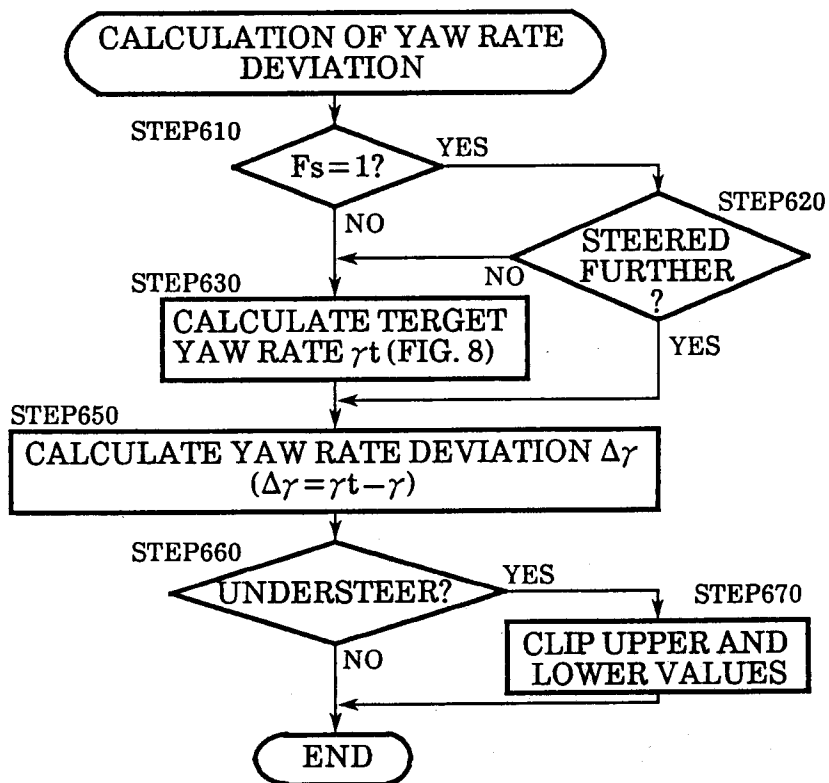 CALCULATION OF YAW RATE
DEVIATION
STEP610
Fs=1?
YES
NO
STEP620
STEERED
FURTHER
?
NO
YES
STEP630
CALCULATE TERGET
YAW RATE γt (FIG. 8)
STEP650
CALCULATE YAW RATE DEVIATION Δγ
(Δγ=γt−γ)
STEP660
UNDERSTEER?
YES
NO
STEP670
CLIP UPPER AND
LOWER VALUES
END